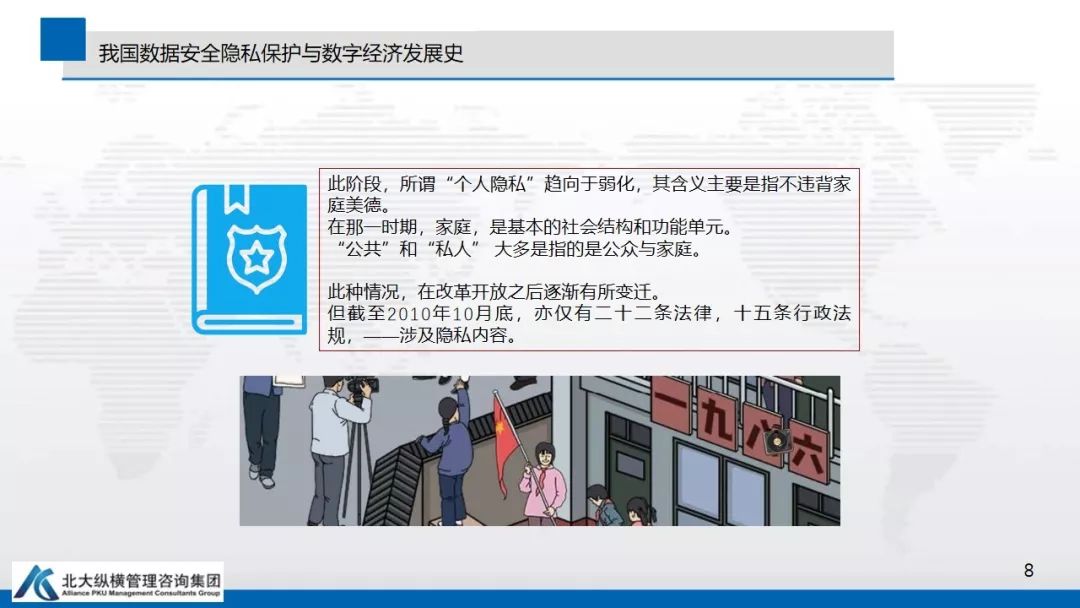 我国数据安全隐私保护与数字经济发展史
此阶段，所谓“个人隐私”趋向于弱化，其含义主要是指不违背家
庭美德。
在那一时期，家庭，是基本的社会结构和功能单元。
“公共”和“私人” 大多是指的是公众与家庭。
此种情况，在改革开放之后逐渐有所变迁。
但截至2010年10月底，亦仅有二十二条法律，十五条行政法
规，——涉及隐私内容。
一九八六
北大纵横管理咨询集团
Alliance PKU Management Consultants Group
8